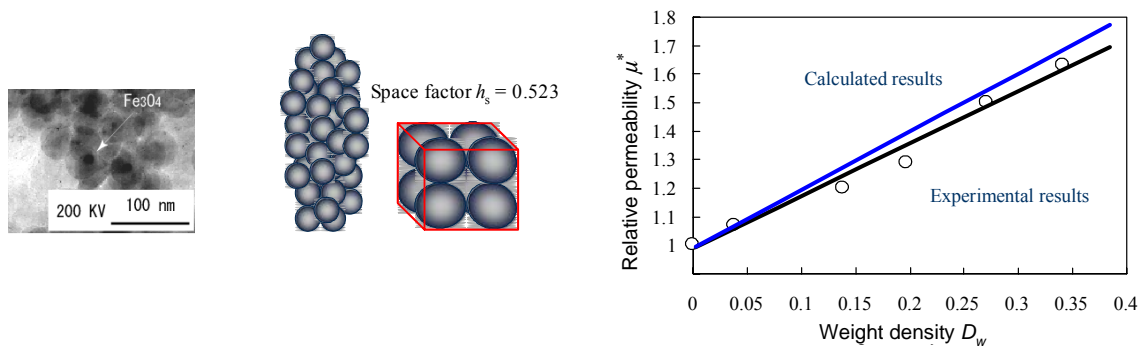 Fe3O4
200 KV
100 nm
Space factor hs = 0.523
Relative permeability μ*
1.8
1.7
1.6
1.5
1.4
1.3
1.2
1.1
1
Calculated results
Experimental results
0
0.05
0.1
0.15
0.2
0.25
0.3
0.35
0.4
Weight density Dw